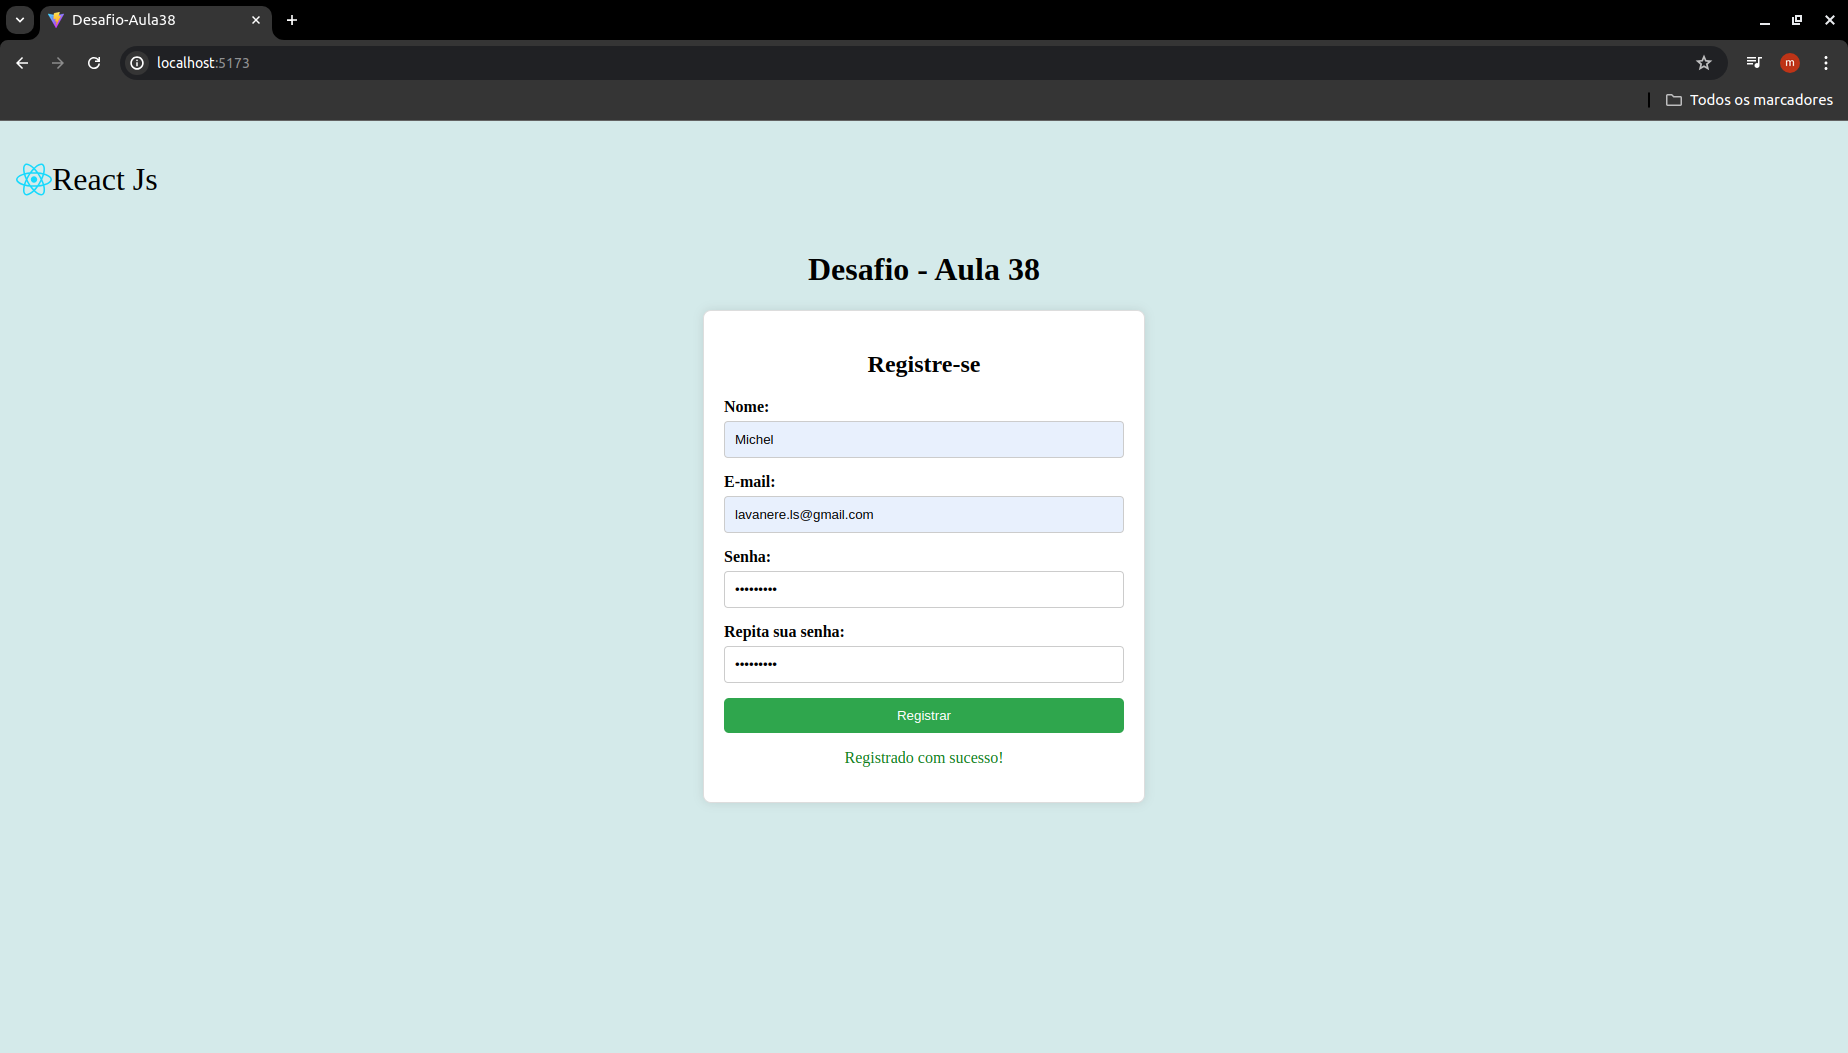 Desafio-Aula38
localhost:5173
m
Todos os marcadores
React Js
Desafio - Aula 38
Registre-se
Nome:
Michel
E-mail:
lavanere.ls@gmail.com
Senha:
•••••••••
Repita sua senha:
•••••••••
Registrar
Registrado com sucesso!